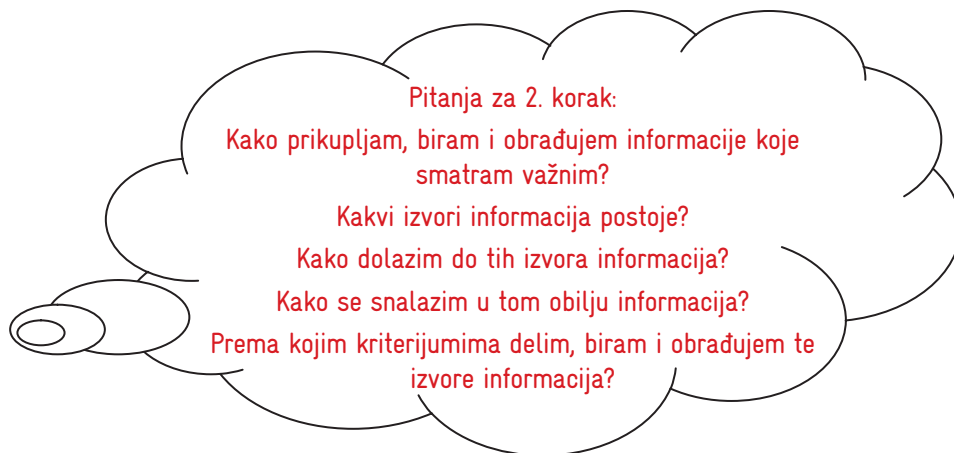 Pitanja za 2. korak:
Kako prikupljam, biram i obrađujem informacije koje
smatram važnim?
Kakvi izvori informacija postoje?
Kako dolazim do tih izvora informacija?
Kako se snalazim u tom obilju informacija?
Prema kojim kriterijumima delim, biram i obrađujem te
izvore informacija?